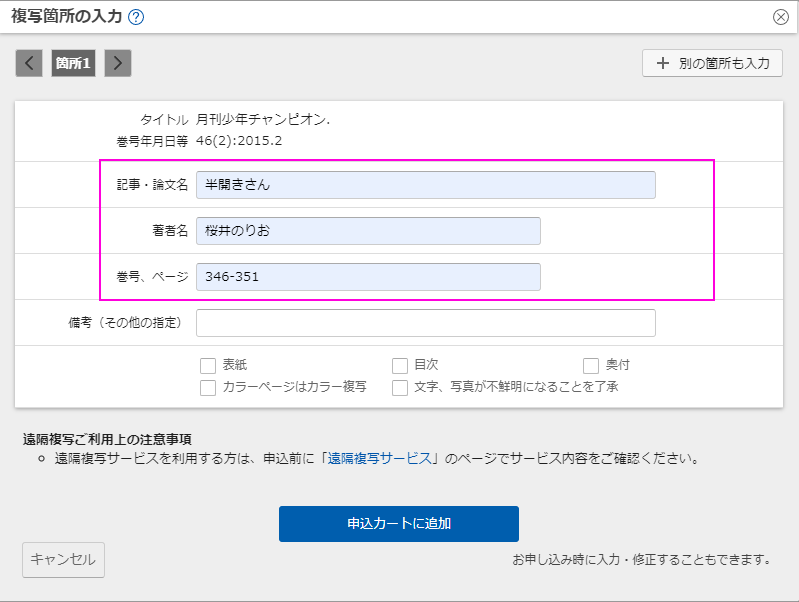 複写箇所の入力 ?
箇所1
+ 別の箇所も入力
タイトル 月刊少年チャンピオン.
巻号年月日等 46(2):2015.2
記事・論文名 半開きさん
著者名 桜井のりお
巻号、ページ 346-351
備考（その他の指定）
表紙 目次 奥付
カラーページはカラー複写 文字、写真が不鮮明になることを了承
遠隔複写ご利用上の注意事項
遠隔複写サービスを利用する方は、申込前に「遠隔複写サービス」のページでサービス内容をご確認ください。
申込カートに追加
キャンセル
お申し込み時に入力・修正することもできます。